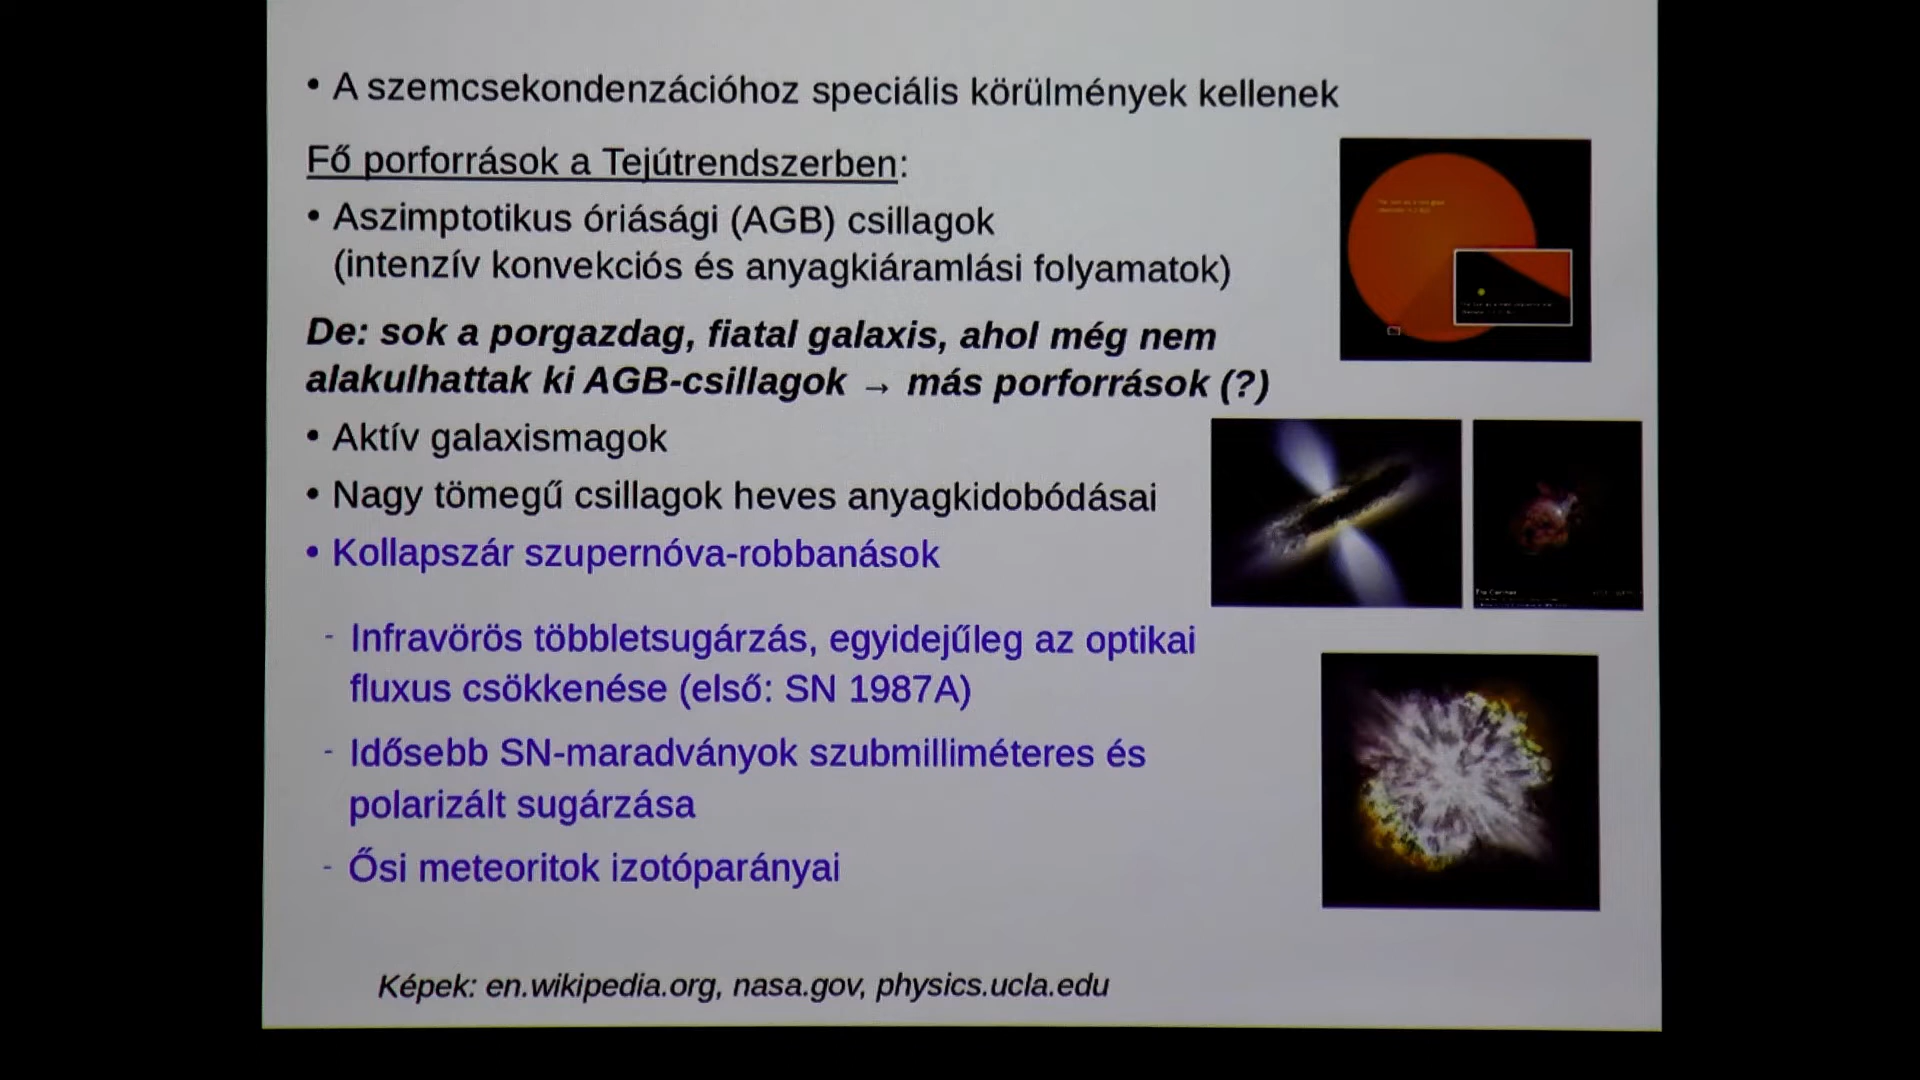 • A szemcsekondenzációhoz speciális körülmények kellenek
Fő porforrások a Tejútrendszerben:
• Aszimptotikus óriásági (AGB) csillagok
(intenzív konvekciós és anyagkiáramlási folyamatok)
De: sok a porgazdag, fiatal galaxis, ahol még nem
alakulhattak ki AGB-csillagok → más porforrások (?)
• Aktív galaxismagok
• Nagy tömegű csillagok heves anyagkidobódásai
• Kollapszár szupernóva-robbanások
- Infravörös többletsugárzás, egyidejűleg az optikai
fluxus csökkenése (első: SN 1987A)
- Idősebb SN-maradványok szubmilliméteres és
polarizált sugárzása
- Ősi meteoritok izotóparányai
Képek: en.wikipedia.org, nasa.gov, physics.ucla.edu